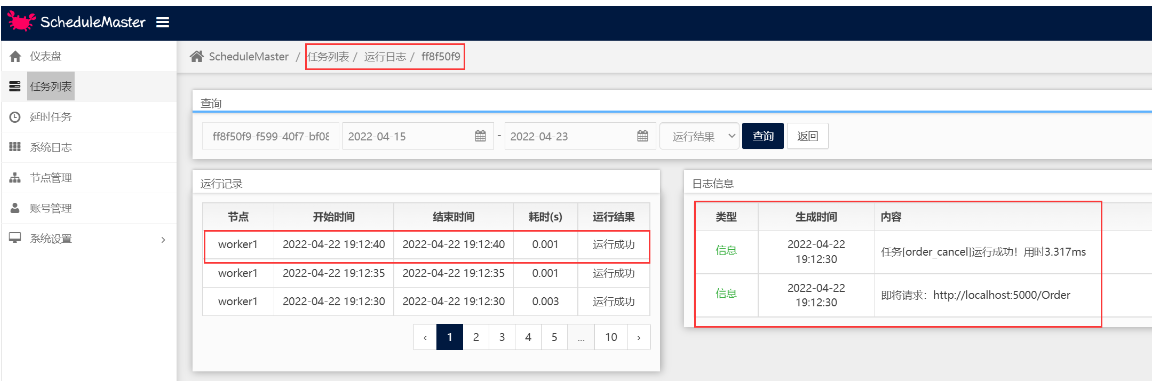 ScheduleMaster
仪表盘
任务列表
延时任务
系统日志
节点管理
账号管理
系统设置
ScheduleMaster / 任务列表 / 运行日志 / ff8f50f9
查询
ff8f50f9-f599-40f7-bf08 2022-04-15 - 2022-04-23 运行结果 查询 返回
运行记录
节点 开始时间 结束时间 耗时(s) 运行结果
worker1 2022-04-22 19:12:40 2022-04-22 19:12:40 0.001 运行成功
worker1 2022-04-22 19:12:35 2022-04-22 19:12:35 0.001 运行成功
worker1 2022-04-22 19:12:30 2022-04-22 19:12:30 0.003 运行成功
‹ 1 2 3 4 5 ... 10 ›
日志信息
类型 生成时间 内容
信息 2022-04-22 19:12:30 任务[order_cancel]运行成功！用时3.317ms
信息 2022-04-22 19:12:30 即将请求：http://localhost:5000/Order